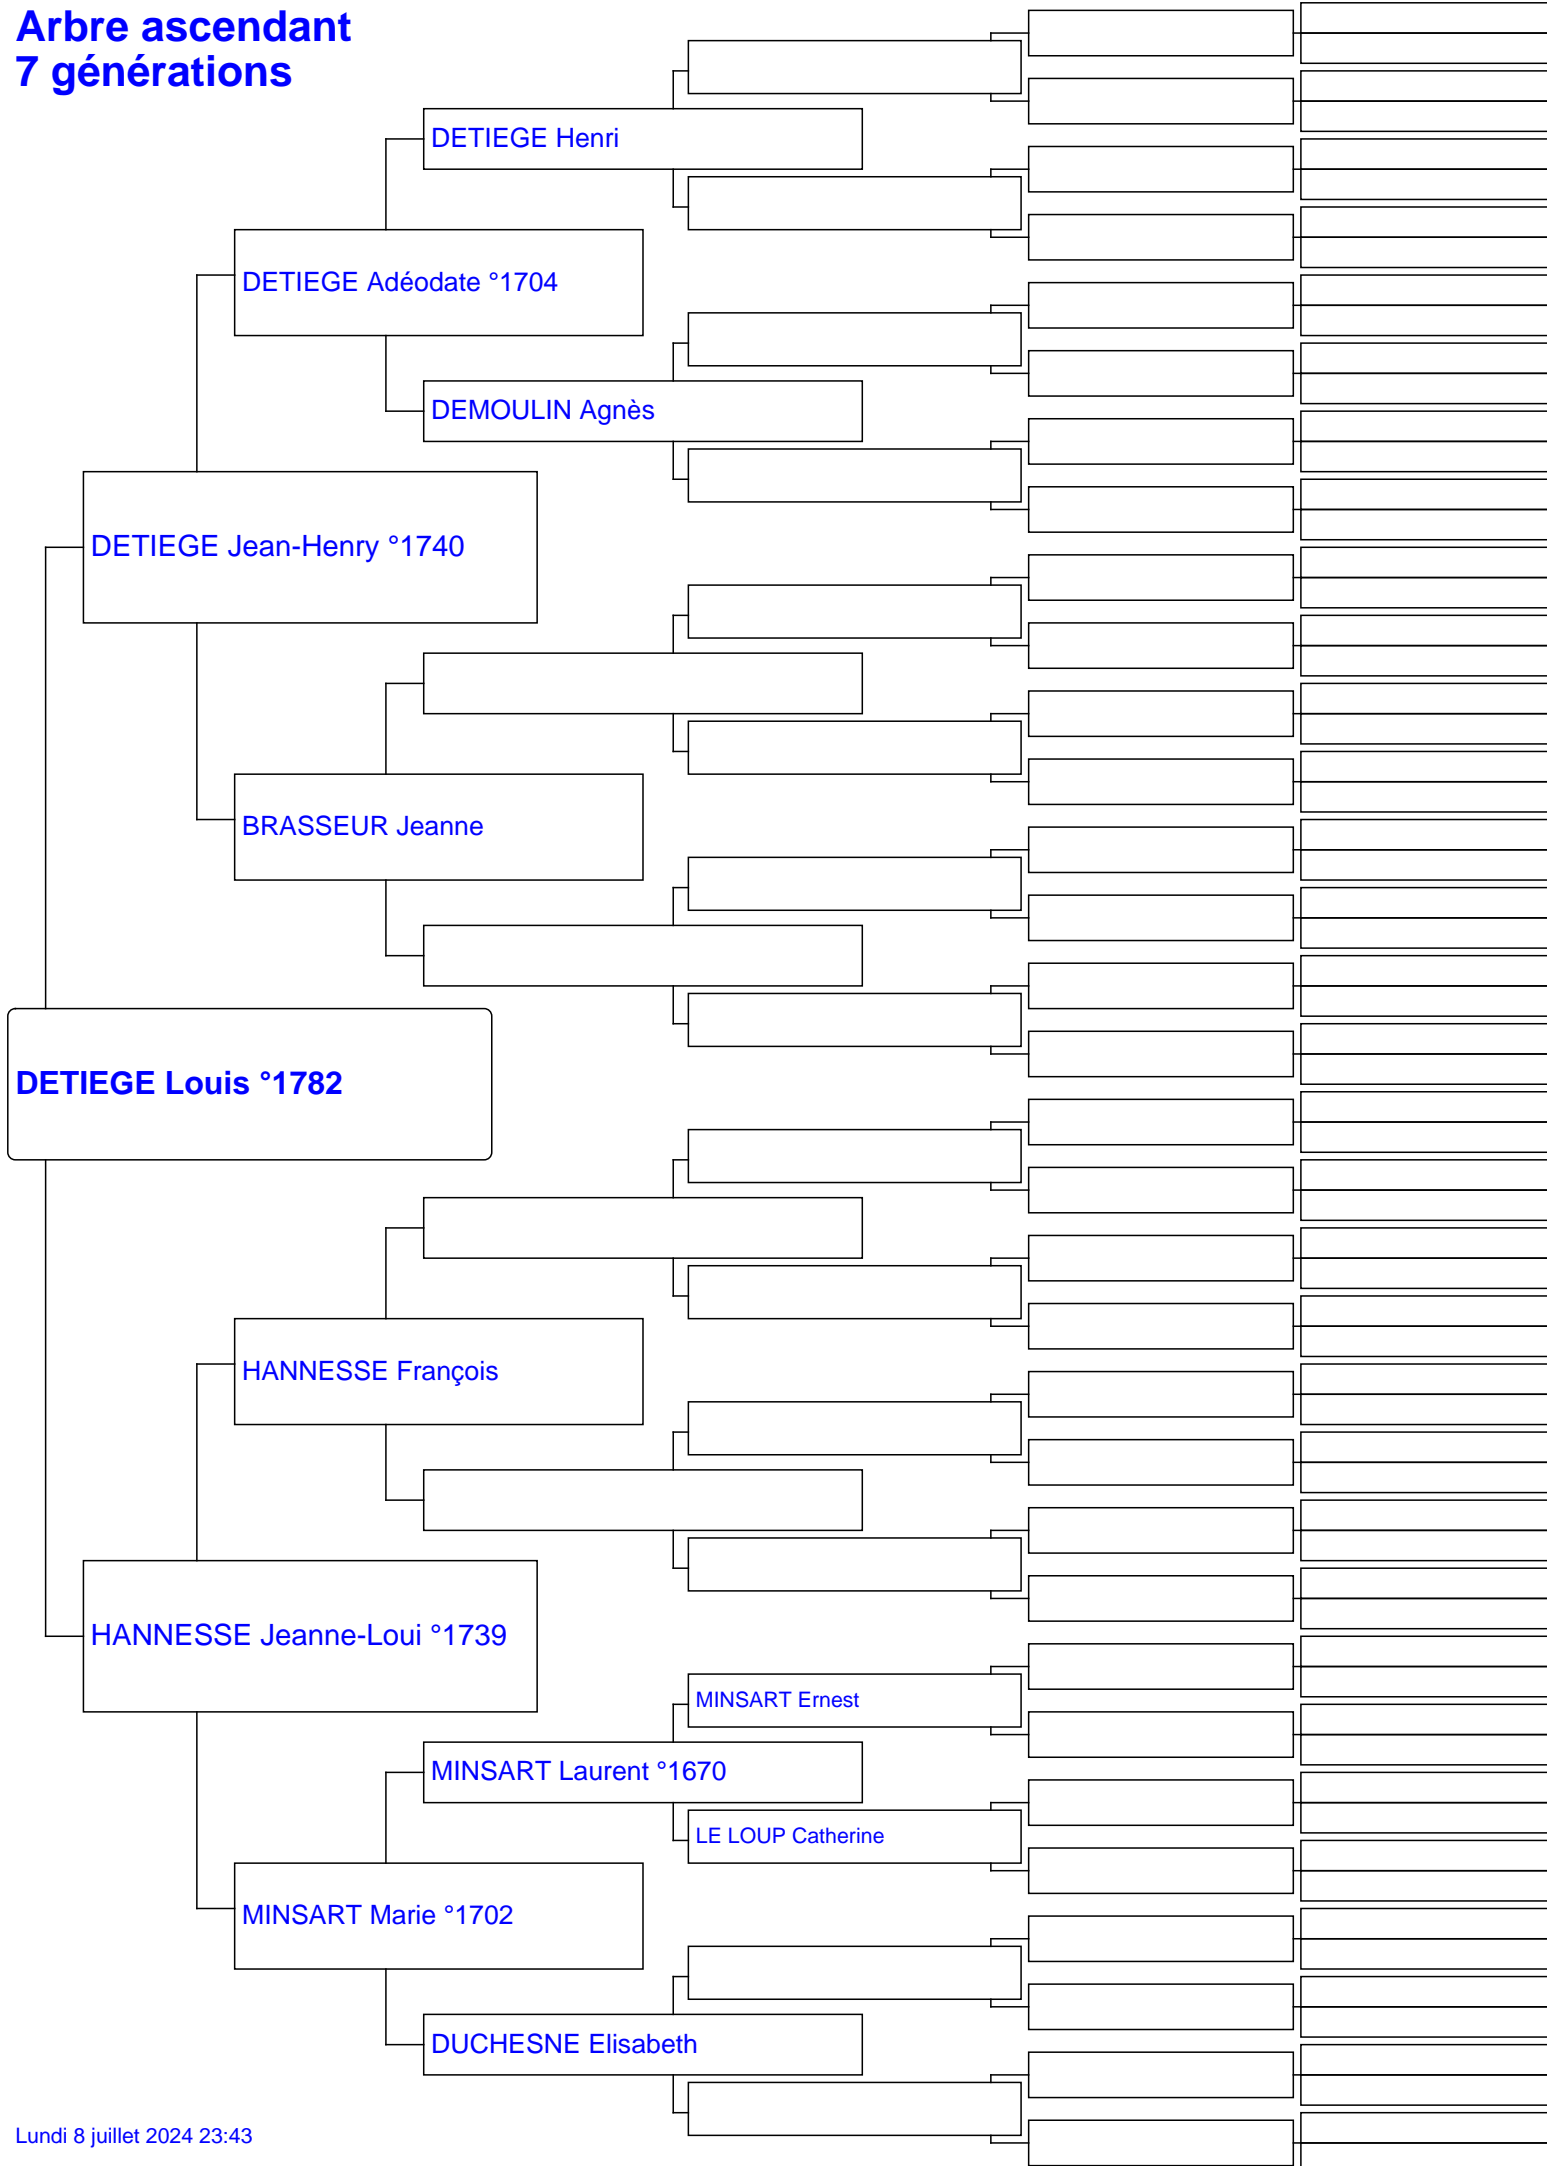 Arbre ascendant
7 générations
DETIEGE Henri
DETIEGE Adéodate °1704
DEMOULIN Agnès
DETIEGE Jean-Henry °1740
BRASSEUR Jeanne
DETIEGE Louis °1782
HANNESSE François
HANNESSE Jeanne-Loui °1739
MINSART Ernest
MINSART Laurent °1670
LE LOUP Catherine
MINSART Marie °1702
DUCHESNE Elisabeth
Lundi 8 juillet 2024 23:43